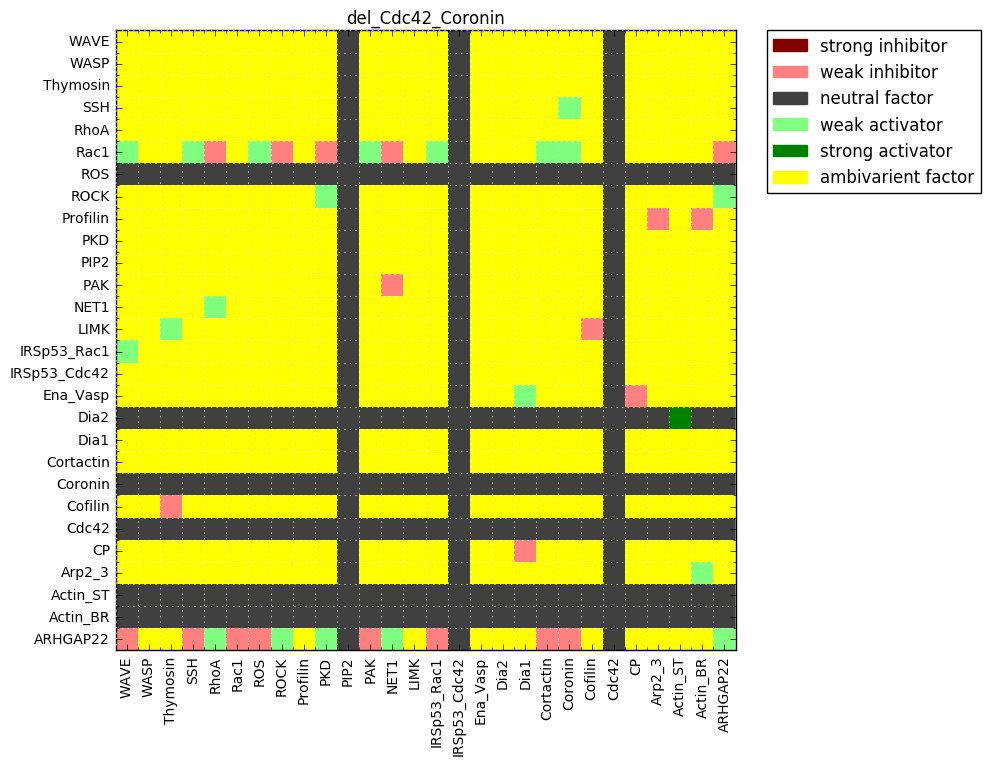 del_Cdc42_Coronin
WAVE
WASP
Thymosin
SSH
RhoA
Rac1
ROS
ROCK
Profilin
PKD
PIP2
PAK
NET1
LIMK
IRSp53_Rac1
IRSp53_Cdc42
Ena_Vasp
Dia2
Dia1
Cortactin
Coronin
Cofilin
Cdc42
CP
Arp2_3
Actin_ST
Actin_BR
ARHGAP22
WAVE
WASP
Thymosin
SSH
RhoA
Rac1
ROS
ROCK
Profilin
PKD
PIP2
PAK
NET1
LIMK
IRSp53_Rac1
IRSp53_Cdc42
Ena_Vasp
Dia2
Dia1
Cortactin
Coronin
Cofilin
Cdc42
CP
Arp2_3
Actin_ST
Actin_BR
ARHGAP22
strong inhibitor
weak inhibitor
neutral factor
weak activator
strong activator
ambivarient factor